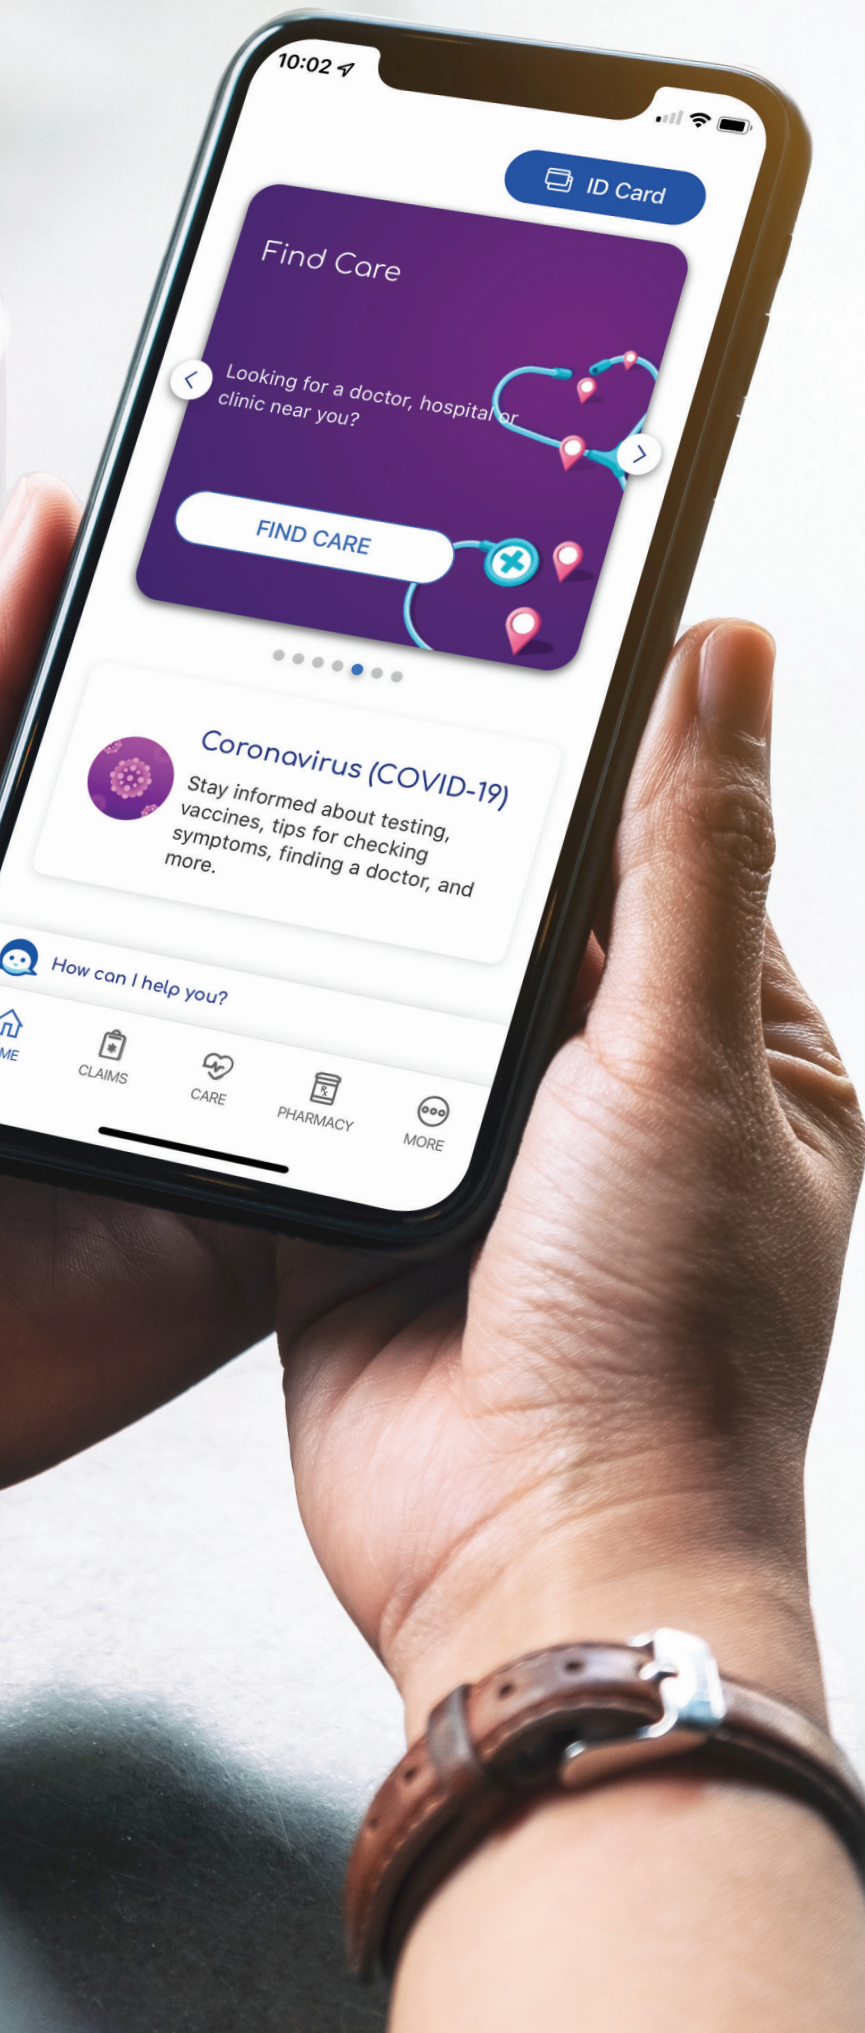 10:02
ID Card
Find Care
Looking for a doctor, hospital or
clinic near you?
FIND CARE
Coronavirus (COVID-19)
Stay informed about testing,
vaccines, tips for checking
symptoms, finding a doctor, and
more.
How can I help you?
ME
CLAIMS
CARE
PHARMACY
MORE